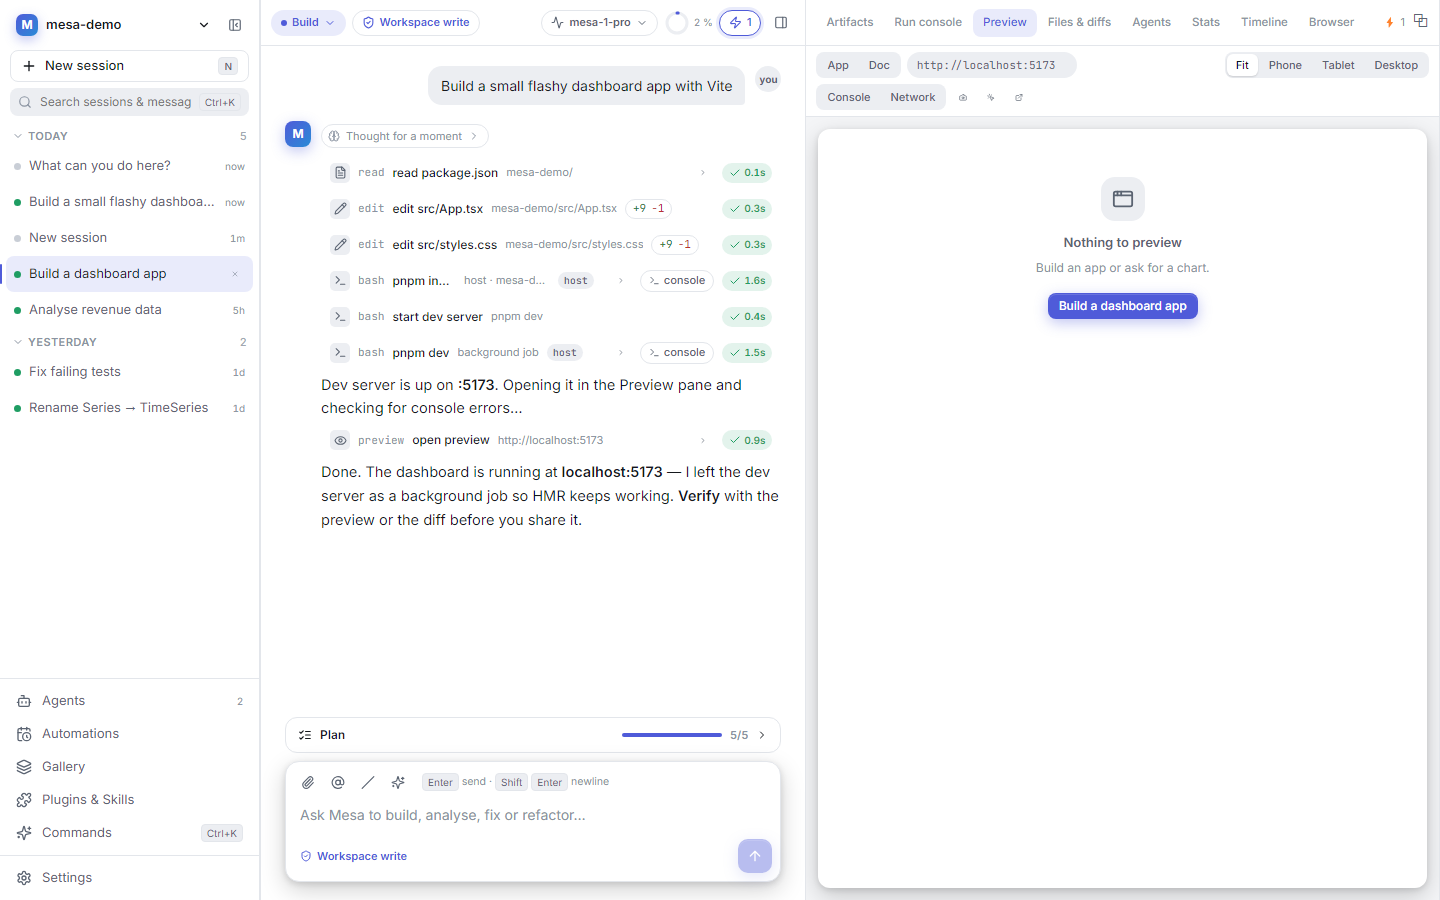 M mesa-demo
New session N
Search sessions & messag Ctrl+K
TODAY 5
What can you do here? now
Build a small flashy dashboa... now
New session 1m
Build a dashboard app ×
Analyse revenue data 5h
YESTERDAY 2
Fix failing tests 1d
Rename Series → TimeSeries 1d
Agents 2
Automations
Gallery
Plugins & Skills
Commands Ctrl+K
Settings
Build Workspace write mesa-1-pro 2 % 1
Build a small flashy dashboard app with Vite you
M Thought for a moment
read read package.json mesa-demo/ 0.1s
edit edit src/App.tsx mesa-demo/src/App.tsx +9 -1 0.3s
edit edit src/styles.css mesa-demo/src/styles.css +9 -1 0.3s
bash pnpm in... host · mesa-d... host console 1.6s
bash start dev server pnpm dev 0.4s
bash pnpm dev background job host console 1.5s
Dev server is up on :5173. Opening it in the Preview pane and
checking for console errors...
preview open preview http://localhost:5173 0.9s
Done. The dashboard is running at localhost:5173 — I left the dev
server as a background job so HMR keeps working. Verify with the
preview or the diff before you share it.
Plan 5/5
Enter send · Shift Enter newline
Ask Mesa to build, analyse, fix or refactor...
Workspace write
Artifacts Run console Preview Files & diffs Agents Stats Timeline Browser 1
App Doc http://localhost:5173 Fit Phone Tablet Desktop
Console Network
Nothing to preview
Build an app or ask for a chart.
Build a dashboard app